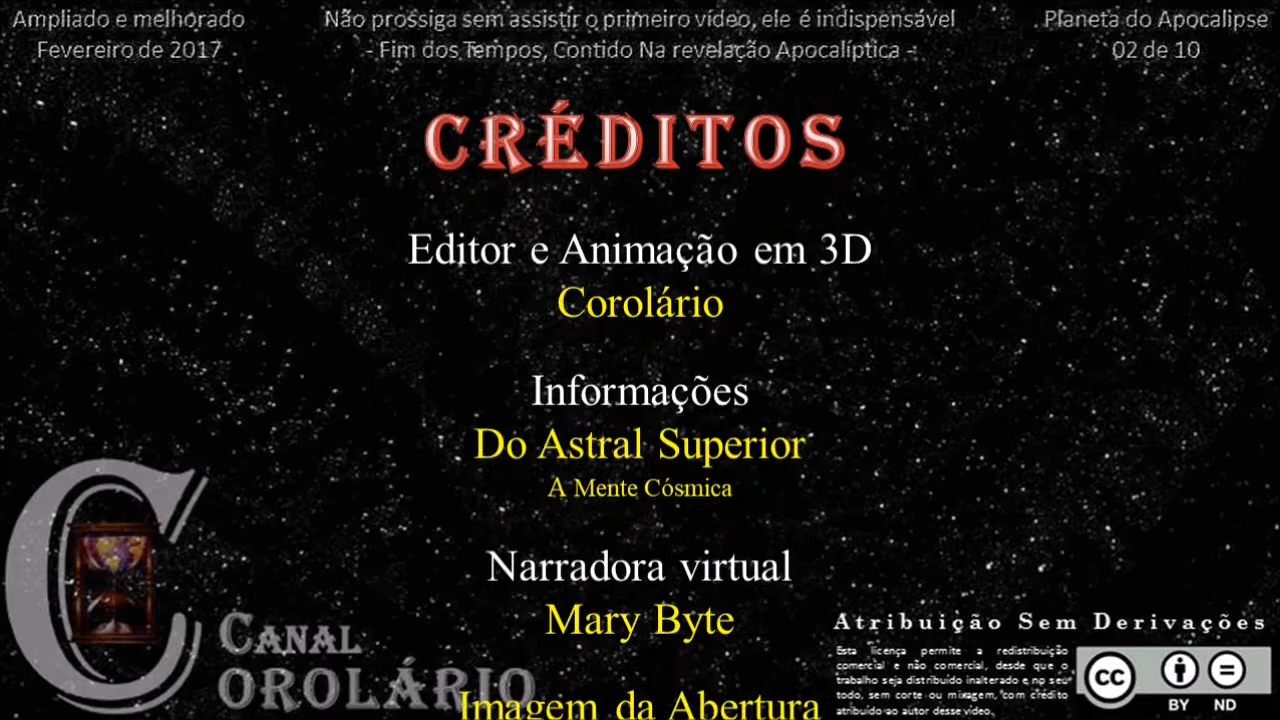 Ampliado e melhorado
Fevereiro de 2017
Não prossiga sem assistir o primeiro vídeo, ele é indispensável
- Fim dos Tempos, Contido Na revelação Apocalíptica -
Planeta do Apocalipse
02 de 10
CRÉDITOS
Editor e Animação em 3D
Corolário
Informações
Do Astral Superior
A Mente Cósmica
Narradora virtual
Mary Byte
Imagem da Abertura
CANAL
COROLÁRIO
Atribuição Sem Derivações
Esta licença permite a redistribuição
comercial e não comercial, desde que o
trabalho seja distribuído inalterado e no seu
todo, sem corte ou mixagem, com crédito
atribuído ao autor desse vídeo.
CC
BY ND